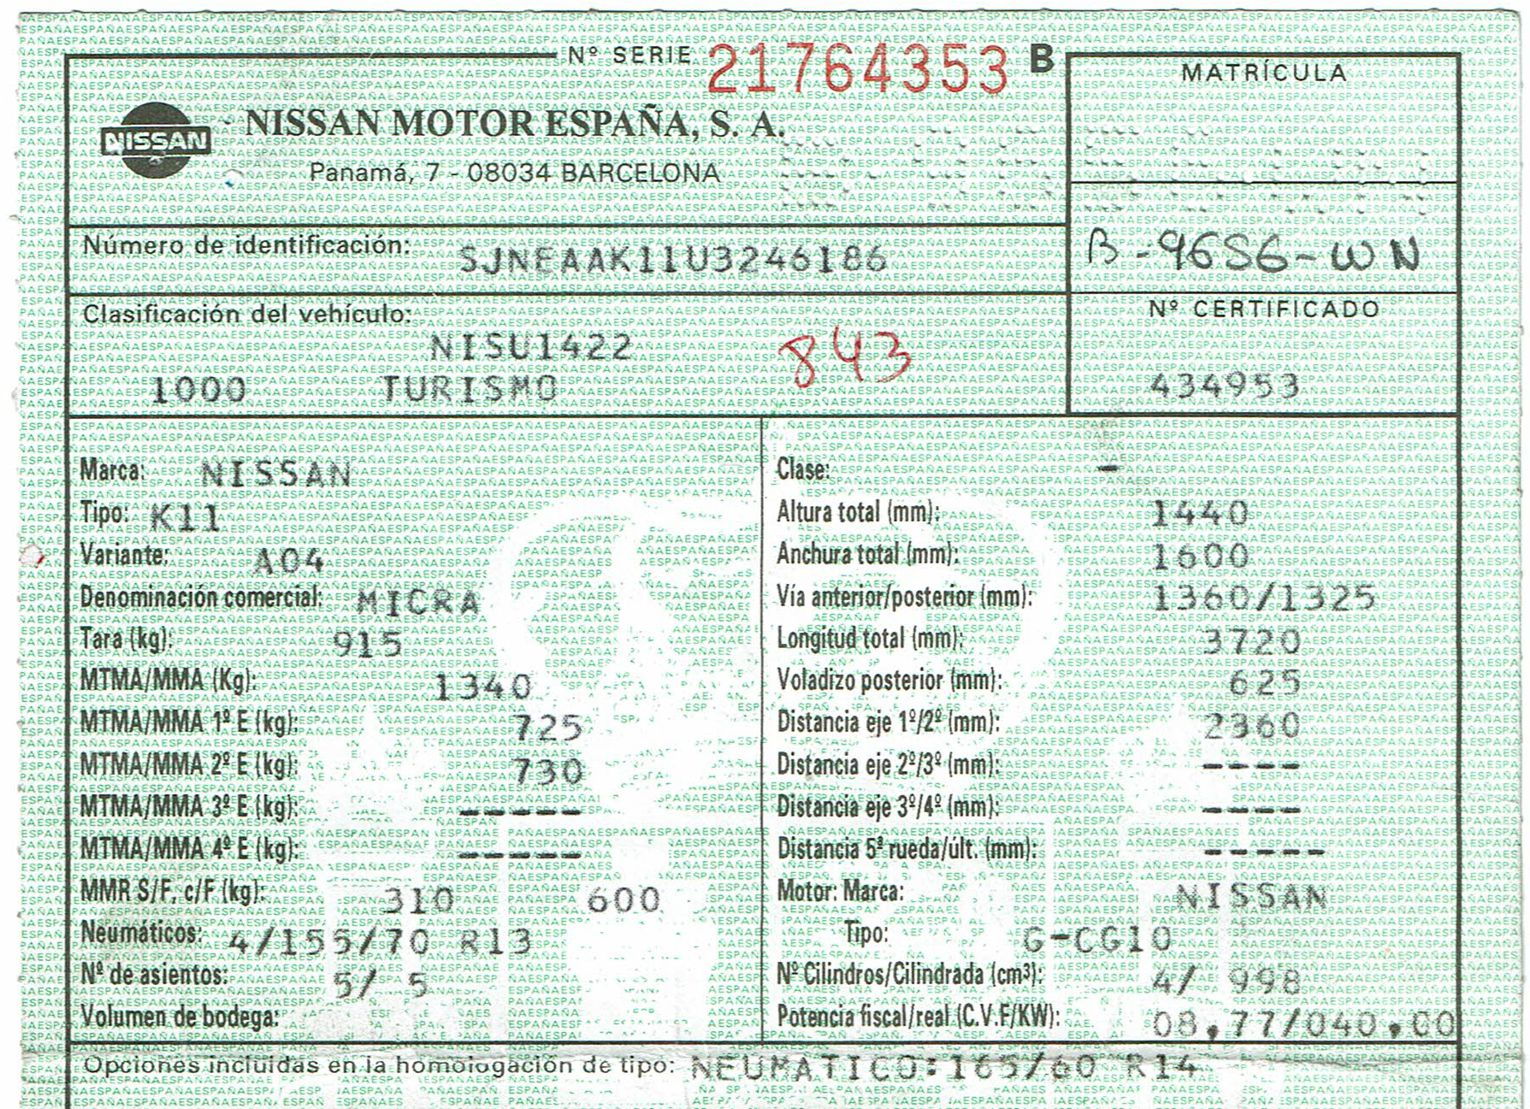 Nº SERIE 21764353 B
MATRÍCULA
NISSAN
NISSAN MOTOR ESPAÑA, S. A.
Panamá, 7 - 08034 BARCELONA
Número de identificación: SJNEAAK11U3246186
B-9656-WN
Clasificación del vehículo:
NISU1422
1000 TURISMO
843
Nº CERTIFICADO
434953
Marca: NISSAN
Tipo: K11
Variante: A04
Denominación comercial: MICRA
Tara (kg): 915
MTMA/MMA (Kg): 1340
MTMA/MMA 1º E (kg): 725
MTMA/MMA 2º E (kg): 730
MTMA/MMA 3º E (kg): -----
MTMA/MMA 4º E (kg): -----
MMR S/F, c/F (kg): 310 600
Neumáticos: 4/155/70 R13
Nº de asientos: 5/ 5
Volumen de bodega:
Clase: -
Altura total (mm): 1440
Anchura total (mm): 1600
Vía anterior/posterior (mm): 1360/1325
Longitud total (mm): 3720
Voladizo posterior (mm): 625
Distancia eje 1º/2º (mm): 2360
Distancia eje 2º/3º (mm): ----
Distancia eje 3º/4º (mm): ----
Distancia 5ª rueda/últ. (mm): -----
Motor: Marca: NISSAN
Tipo: G-CG10
Nº Cilindros/Cilindrada (cm³): 4/ 998
Potencia fiscal/real (C.V.F/KW): 08,77/040,00
Opciones incluidas en la homologación de tipo: NEUMATICO:165/60 R14